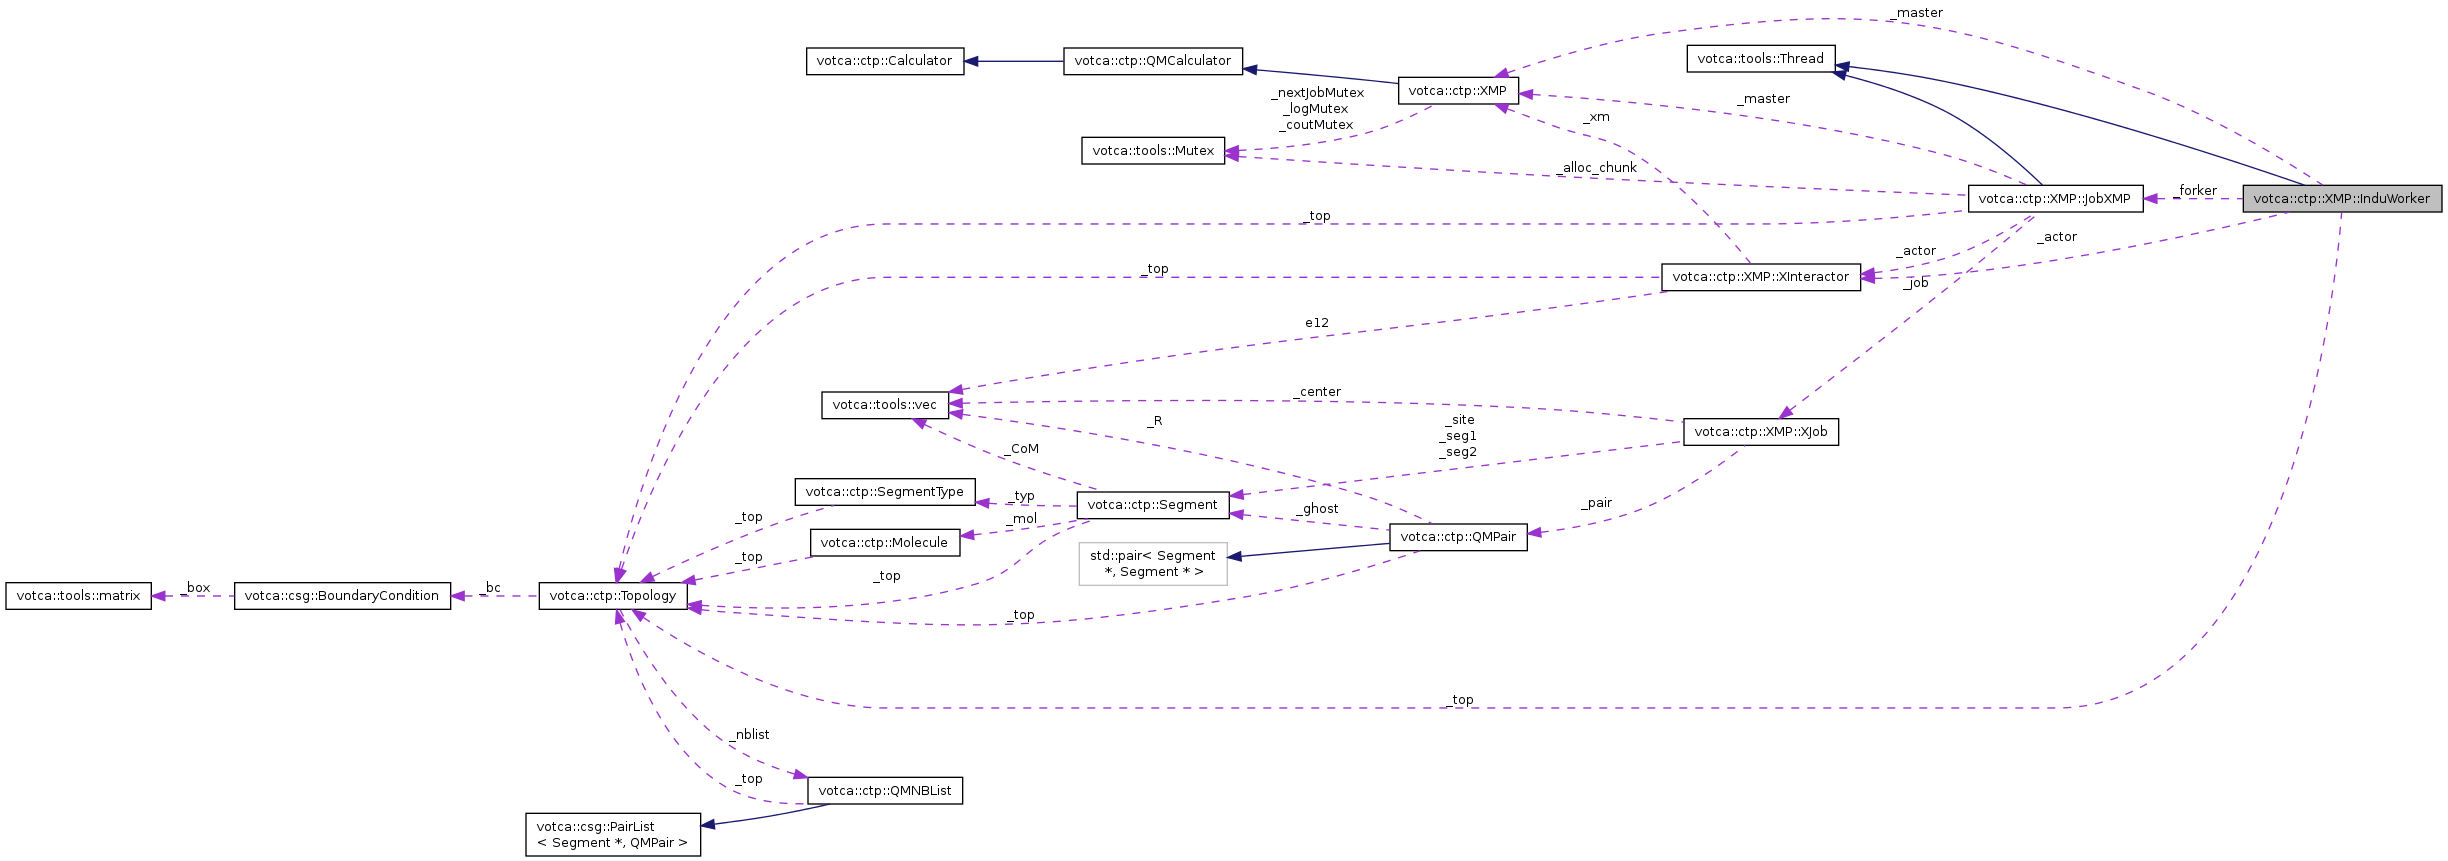 _master
votca::ctp::Calculator
votca::ctp::QMCalculator
votca::tools::Thread
votca::ctp::XMP
_nextJobMutex
_logMutex
_coutMutex
_master
_xm
votca::tools::Mutex
_alloc_chunk
votca::ctp::XMP::JobXMP
_forker
votca::ctp::XMP::InduWorker
_top
_actor
_actor
_top
votca::ctp::XMP::XInteractor
_job
e12
_center
votca::tools::vec
_R
_site
_seg1
_seg2
votca::ctp::XMP::XJob
_CoM
votca::ctp::SegmentType
_typ
votca::ctp::Segment
_ghost
_pair
_top
_mol
votca::ctp::Molecule
votca::ctp::QMPair
_top
std::pair< Segment
*, Segment * >
_top
votca::tools::matrix
_box
votca::csg::BoundaryCondition
_bc
votca::ctp::Topology
_top
_top
_nblist
_top
votca::ctp::QMNBList
votca::csg::PairList
< Segment *, QMPair >